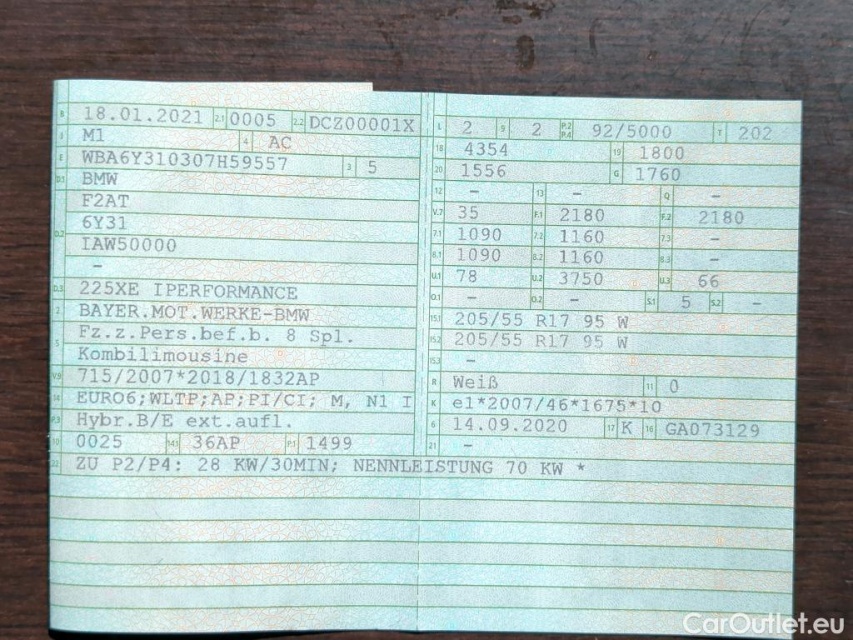 B 18.01.2021 2.1 0005 2.2 DCZ00001X
J M1 4 AC
E WBA6Y310307H59557 3 5
D.1 BMW
F2AT
D.2 6Y31
IAW50000
–
D.3 225XE IPERFORMANCE
2 BAYER.MOT.WERKE-BMW
5 Fz.z.Pers.bef.b. 8 Spl.
Kombilimousine
V.9 715/2007*2018/1832AP
14 EURO6;WLTP;AP;PI/CI; M, N1 I
P.3 Hybr.B/E ext.aufl.
10 0025 14.1 36AP P.1 1499
22 ZU P2/P4: 28 KW/30MIN; NENNLEISTUNG 70 KW *
L 2 9 2 P.2 P.4 92/5000 T 202
18 4354 19 1800
20 1556 G 1760
12 – 13 – Q –
V.7 35 F.1 2180 F.2 2180
7.1 1090 7.2 1160 7.3 –
8.1 1090 8.2 1160 8.3 –
U.1 78 U.2 3750 U.3 66
O.1 – O.2 – S.1 5 S.2 –
15.1 205/55 R17 95 W
15.2 205/55 R17 95 W
15.3 –
R Weiß 11 0
K e1*2007/46*1675*10
6 14.09.2020 17 K 16 GA073129
21 –
CarOutlet.eu